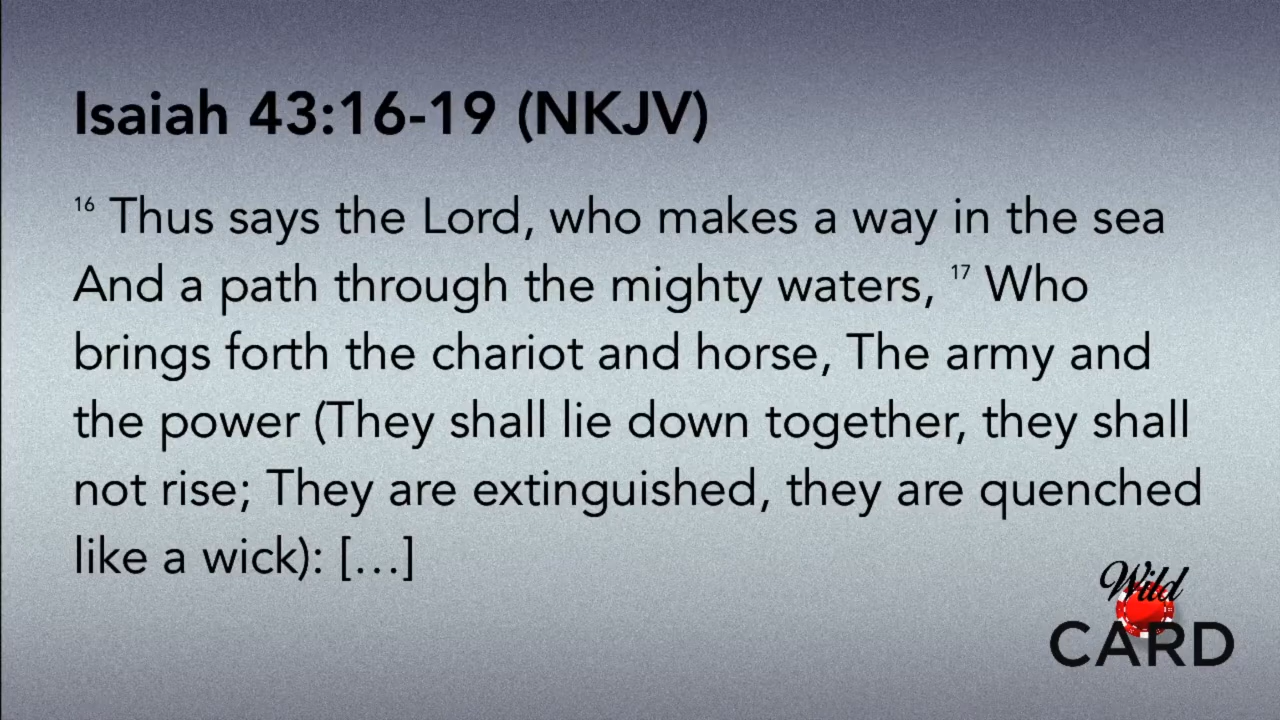 Isaiah 43:16-19 (NKJV)
16 Thus says the Lord, who makes a way in the sea
And a path through the mighty waters, 17 Who
brings forth the chariot and horse, The army and
the power (They shall lie down together, they shall
not rise; They are extinguished, they are quenched
like a wick): […]
Wild
CARD